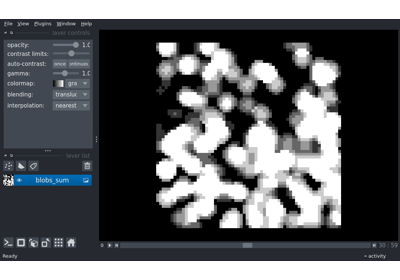 File View Plugins Window Help
layer controls
opacity: 1.0
contrast limits:
auto-contrast: once
gamma: 1.0
colormap: gra
blending: translu
interpolation: nearest
layer list
blobs_sum
0 30 59
Ready activity